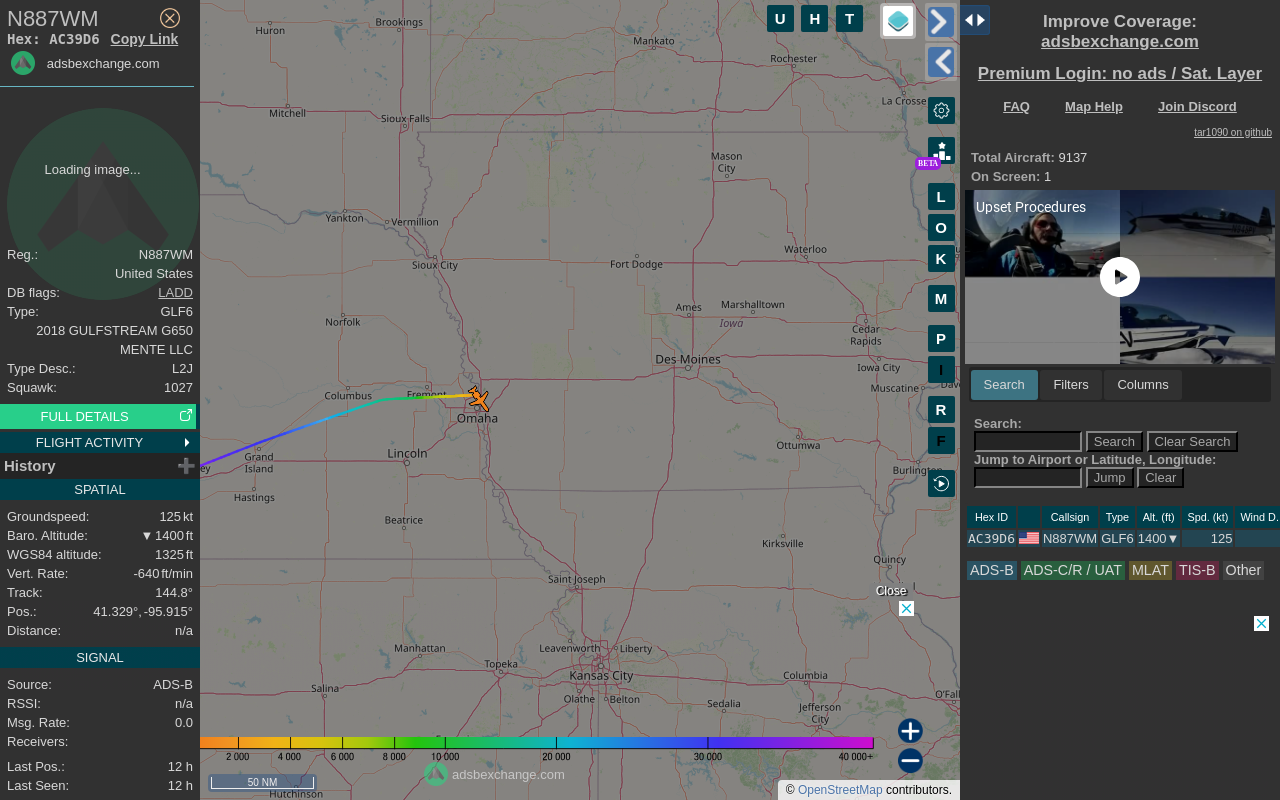 N887WM
Hex: AC39D6 Copy Link
adsbexchange.com
Loading image...
Reg.: N887WM
United States
DB flags: LADD
Type: GLF6
2018 GULFSTREAM G650
MENTE LLC
Type Desc.: L2J
Squawk: 1027
FULL DETAILS
FLIGHT ACTIVITY
History
SPATIAL
Groundspeed: 125 kt
Baro. Altitude: ▼ 1400 ft
WGS84 altitude: 1325 ft
Vert. Rate: -640 ft/min
Track: 144.8°
Pos.: 41.329°, -95.915°
Distance: n/a
SIGNAL
Source: ADS-B
RSSI: n/a
Msg. Rate: 0.0
Receivers:
Last Pos.: 12 h
Last Seen: 12 h
Huron
Brookings
Mankato
Rochester
La Crosse
Mitchell
Sioux Falls
Mason
City
Yankton
Vermillion
Sioux City
Fort Dodge
Waterloo
Norfolk
Ames
Marshalltown
Iowa
Cedar
Rapids
Des Moines
Iowa City
Columbus
Fremont
Muscatine
Dave
Omaha
Grand
Island
Lincoln
Ottumwa
ey
Burlington
Hastings
Beatrice
Kirksville
Quincy
Saint Joseph
Close
Manhattan
Leavenworth
Liberty
Topeka
Kansas City
Columbia
Salina
Olathe
Belton
Sedalia
Jefferson
City
O'Fall
2 000 4 000 6 000 8 000 10 000 20 000 30 000 40 000+
adsbexchange.com
50 NM
Hutchinson
© OpenStreetMap contributors.
U H T
BETA
L
O
K
M
P
I
R
F
Improve Coverage:
adsbexchange.com
Premium Login: no ads / Sat. Layer
FAQ Map Help Join Discord
tar1090 on github
Total Aircraft: 9137
On Screen: 1
Upset Procedures
Search Filters Columns
Search:
Search Clear Search
Jump to Airport or Latitude, Longitude:
Jump Clear
Hex ID Callsign Type Alt. (ft) Spd. (kt) Wind D.
AC39D6 N887WM GLF6 1400▼ 125
ADS-B ADS-C/R / UAT MLAT TIS-B Other